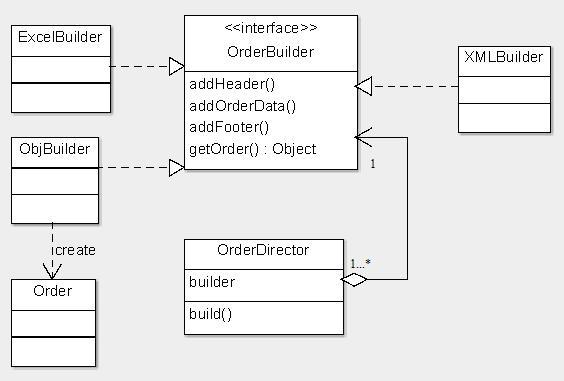 ExcelBuilder
<<interface>>
OrderBuilder
addHeader()
addOrderData()
addFooter()
getOrder() : Object
XMLBuilder
ObjBuilder
1
create
Order
OrderDirector
builder
build()
1...*